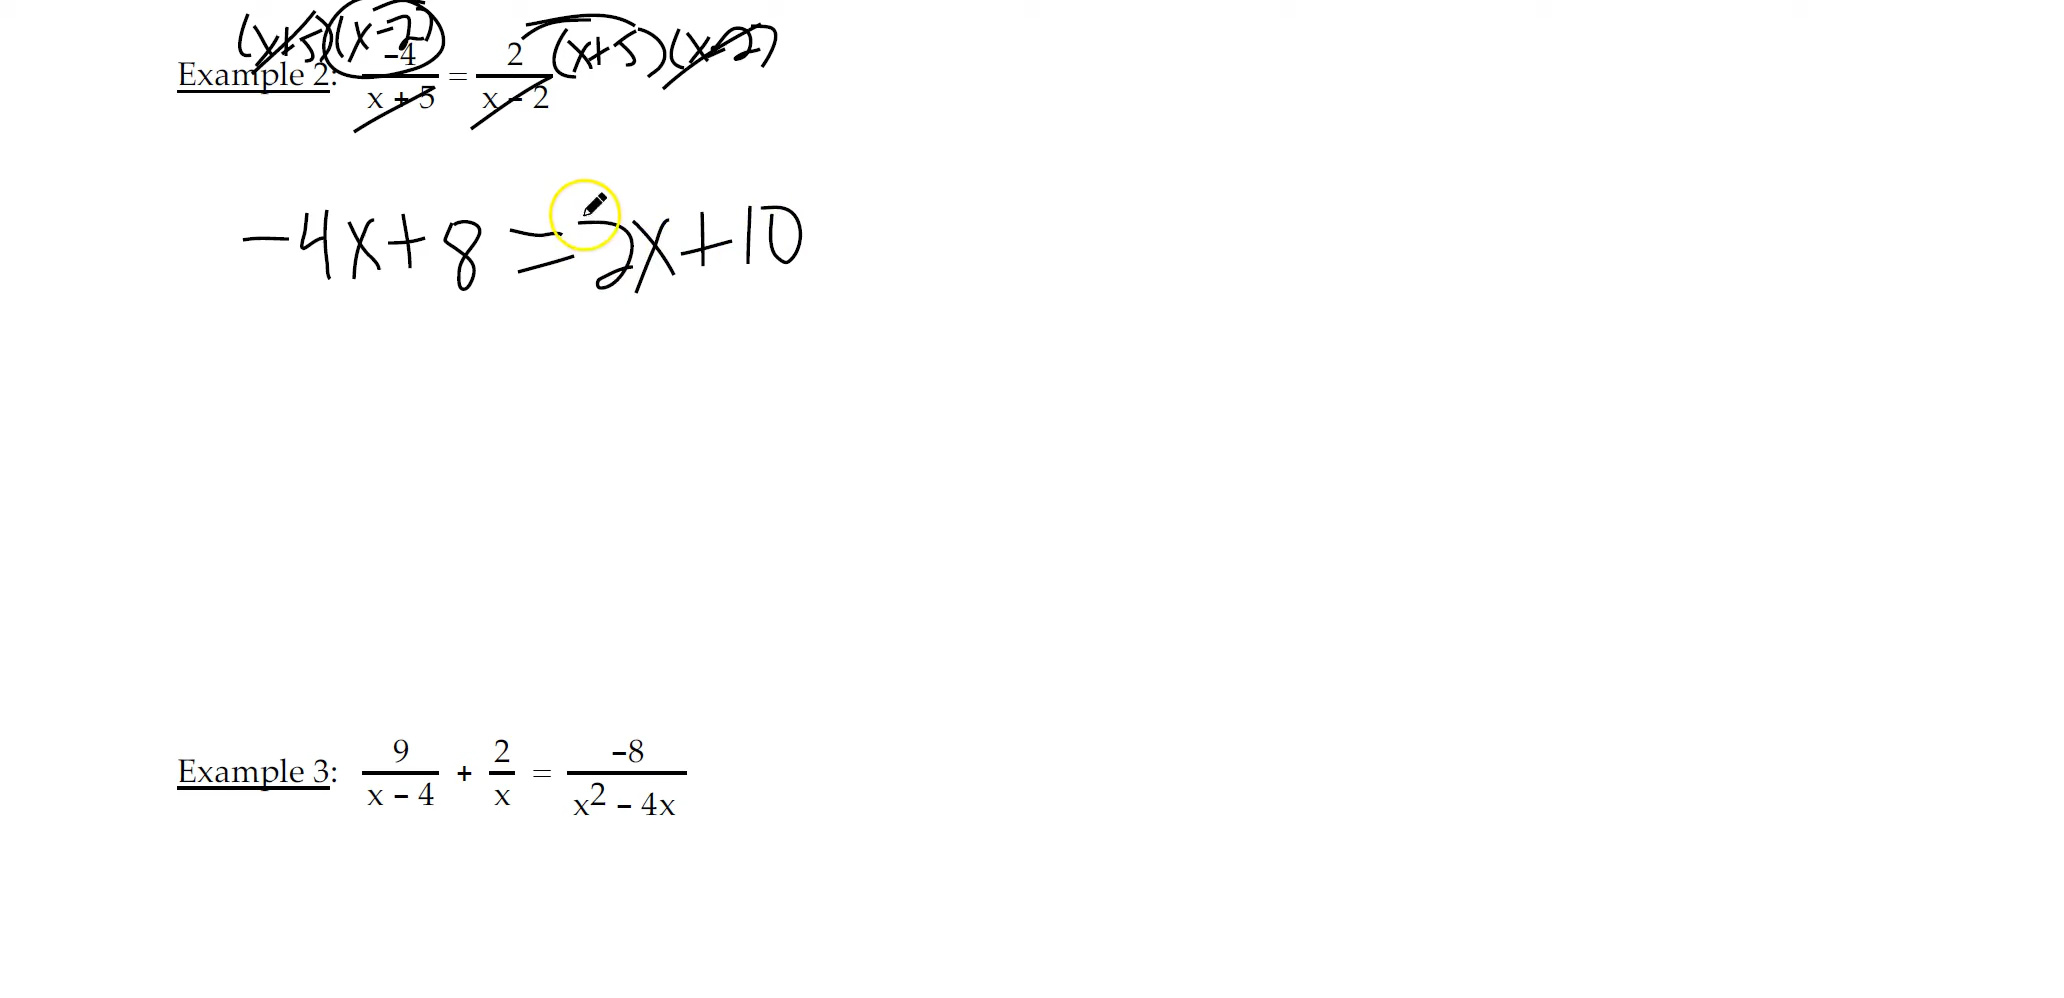 (x+5)(x-2) (x+5)(x-2)
Example 2: -4/(x + 5) = 2/(x - 2)
-4x+8=2x+10
Example 3: 9/(x - 4) + 2/x = -8/(x² - 4x)